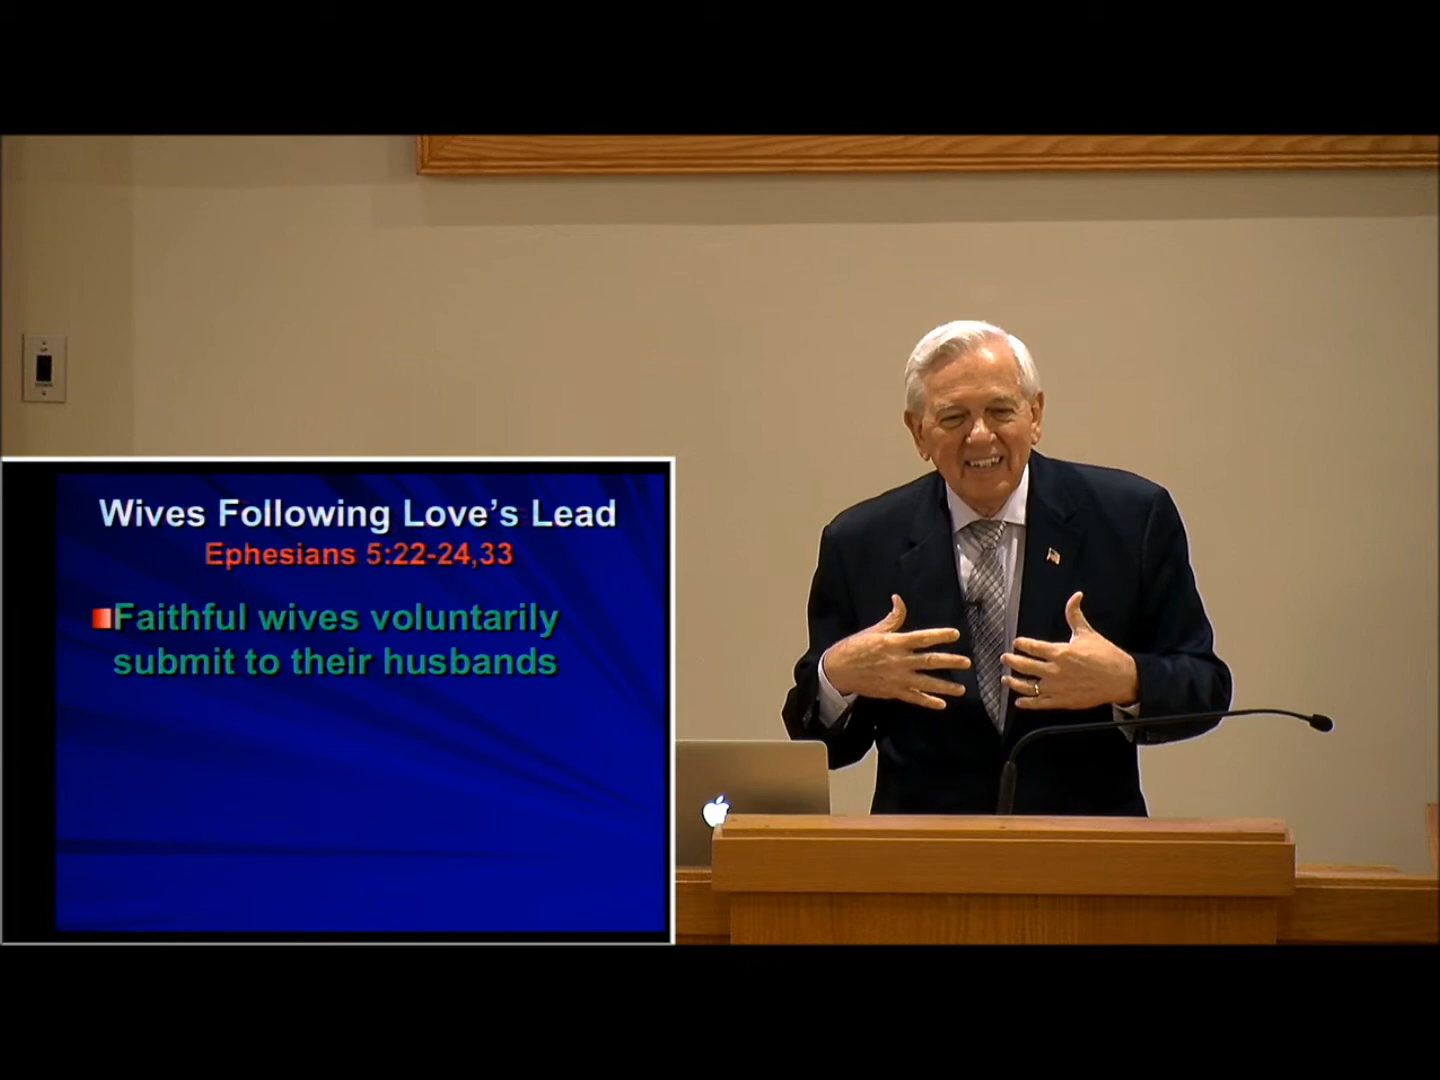 Wives Following Love's Lead
Ephesians 5:22-24,33
Faithful wives voluntarily
submit to their husbands